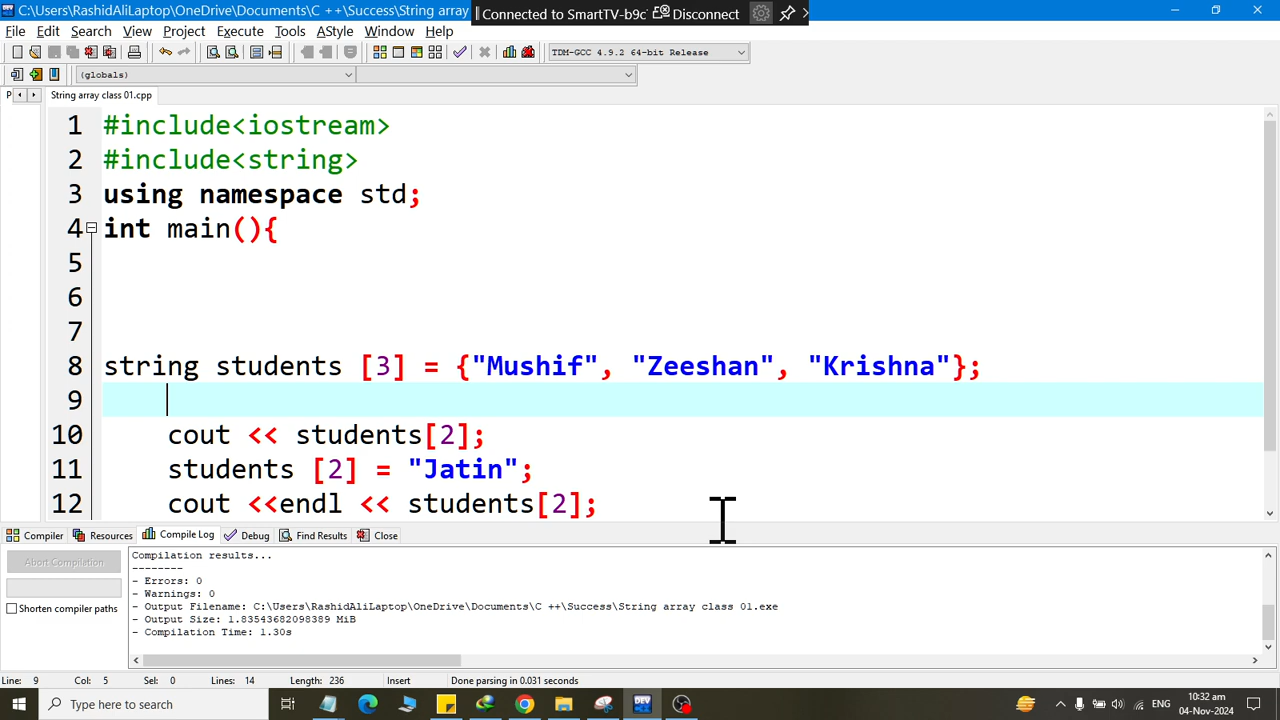 C:\Users\RashidAliLaptop\OneDrive\Documents\C ++\Success\String array
Connected to SmartTV-b9c Disconnect
File Edit Search View Project Execute Tools AStyle Window Help
TDM-GCC 4.9.2 64-bit Release
(globals)
P String array class 01.cpp
1 #include<iostream>
2 #include<string>
3 using namespace std;
4 int main(){
5
6
7
8 string students [3] = {"Mushif", "Zeeshan", "Krishna"};
9
10 cout << students[2];
11 students [2] = "Jatin";
12 cout <<endl << students[2];
Compiler Resources Compile Log Debug Find Results Close
Abort Compilation
Shorten compiler paths
Compilation results...
--------
- Errors: 0
- Warnings: 0
- Output Filename: C:\Users\RashidAliLaptop\OneDrive\Documents\C ++\Success\String array class 01.exe
- Output Size: 1.83543682098389 MiB
- Compilation Time: 1.30s
Line: 9 Col: 5 Sel: 0 Lines: 14 Length: 236 Insert Done parsing in 0.031 seconds
Type here to search
DEV
ENG
10:32 am
04-Nov-2024